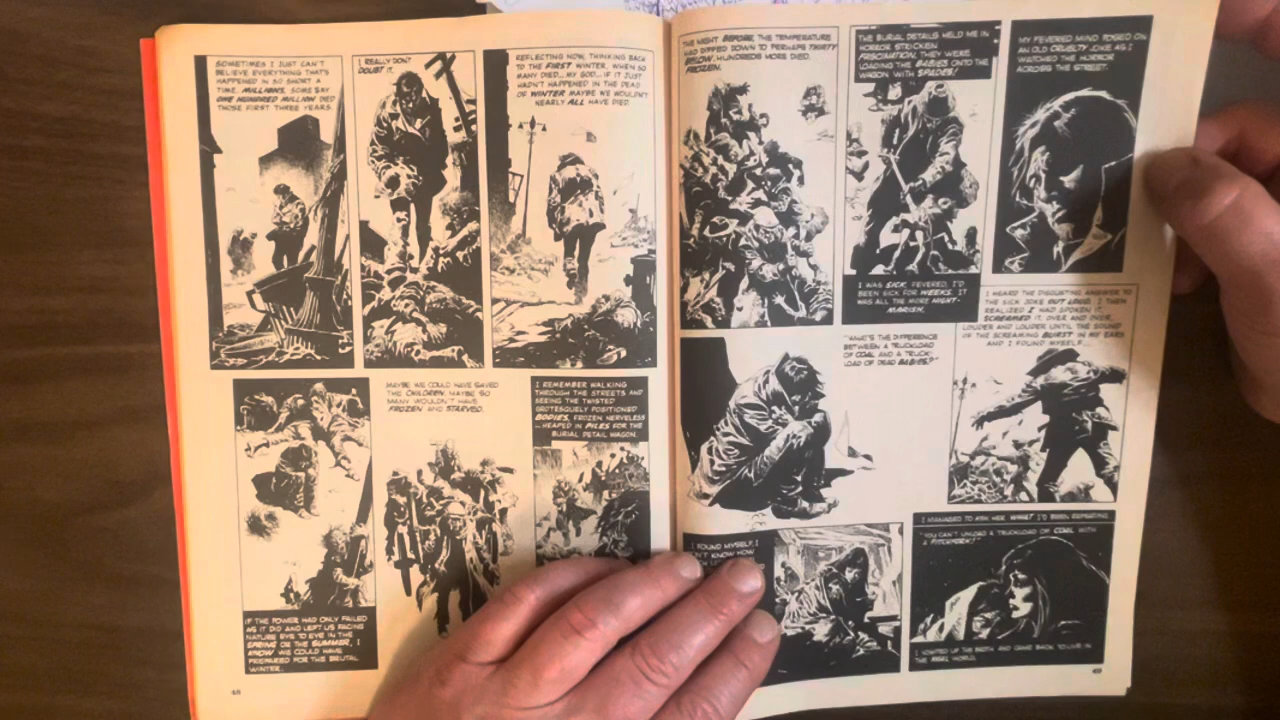 SOMETIMES I JUST CAN'T
BELIEVE EVERYTHING THAT'S
HAPPENED IN SO SHORT A
TIME. MILLIONS, SOME SAY
ONE HUNDRED MILLION DIED
THOSE FIRST THREE YEARS.
I REALLY DON'T
DOUBT IT.
REFLECTING NOW, THINKING BACK
TO THE FIRST WINTER, WHEN SO
MANY DIED...MY GOD... IF IT JUST
HADN'T HAPPENED IN THE DEAD
OF WINTER MAYBE WE WOULDN'T
NEARLY ALL HAVE DIED.
IF THE POWER HAD ONLY FAILED
AS IT DID AND LEFT US FACING
NATURE EYE TO EYE IN THE
SPRING OR THE SUMMER, I
KNOW WE COULD HAVE
PREPARED FOR THE BRUTAL
WINTER.
MAYBE WE COULD HAVE SAVED
THE CHILDREN. MAYBE SO
MANY WOULDN'T HAVE
FROZEN AND STARVED.
I REMEMBER WALKING
THROUGH THE STREETS AND
SEEING THE TWISTED
GROTESQUELY POSITIONED
BODIES, FROZEN NERVELESS
...HEAPED IN PILES FOR THE
BURIAL DETAIL WAGON.
48
THE NIGHT BEFORE, THE TEMPERATURE
HAD DIPPED DOWN TO PERHAPS THIRTY
BELOW. HUNDREDS MORE DIED.
FROZEN.
THE BURIAL DETAILS HELD ME IN
HORROR STRICKEN
FASCINATION. THEY WERE
LOADING THE BABIES ONTO THE
WAGON WITH SPADES!
I WAS SICK, FEVERED, I'D
BEEN SICK FOR WEEKS. IT
WAS ALL THE MORE NIGHT-
MARISH.
MY FEVERED MIND FOCUSED ON
AN OLD CRUELTY JOKE AS I
WATCHED THE HORROR
ACROSS THE STREET.
"WHAT'S THE DIFFERENCE
BETWEEN A TRUCKLOAD
OF COAL AND A TRUCK-
LOAD OF DEAD BABIES?"
I HEARD THE DISGUSTING ANSWER TO
THE SICK JOKE OUT LOUD. I THEN
REALIZED I HAD SPOKEN IT,
SCREAMED IT, OVER AND OVER,
LOUDER AND LOUDER UNTIL THE SOUND
OF THE SCREAMING BURST IN MY EARS
AND I FOUND MYSELF...
I FOUND MYSELF, I
KNOW HOW
I MANAGED TO ASK HER WHAT I'D BEEN REPEATING
"YOU CAN'T UNLOAD A TRUCKLOAD OF COAL WITH
A PITCHFORK!"
I VOMITED UP THE BROTH AND CAME BACK TO LIVE IN
THE REAL WORLD.
49